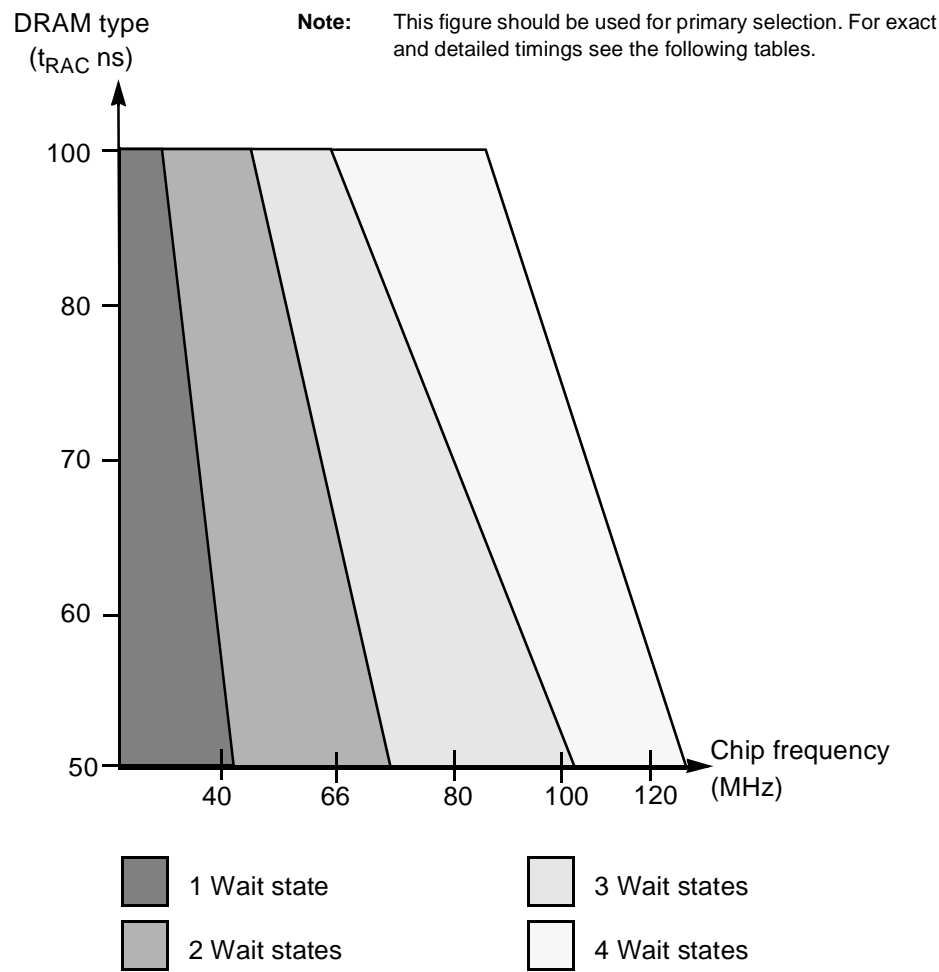 DRAM type
(tRAC ns)
Note: This figure should be used for primary selection. For exact
and detailed timings see the following tables.
100
80
70
60
50
40 66 80 100 120
Chip frequency
(MHz)
1 Wait state
3 Wait states
2 Wait states
4 Wait states